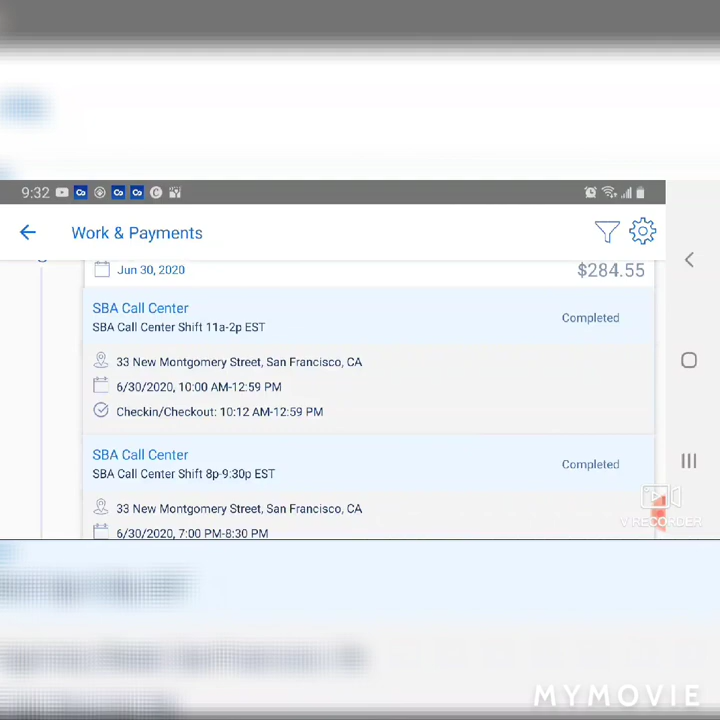 9:32
Work & Payments
Jun 30, 2020
$284.55
SBA Call Center
SBA Call Center Shift 11a-2p EST
Completed
33 New Montgomery Street, San Francisco, CA
6/30/2020, 10:00 AM-12:59 PM
Checkin/Checkout: 10:12 AM-12:59 PM
SBA Call Center
SBA Call Center Shift 8p-9:30p EST
Completed
33 New Montgomery Street, San Francisco, CA
6/30/2020, 7:00 PM-8:30 PM
VIRECORDER
MYMOVIE